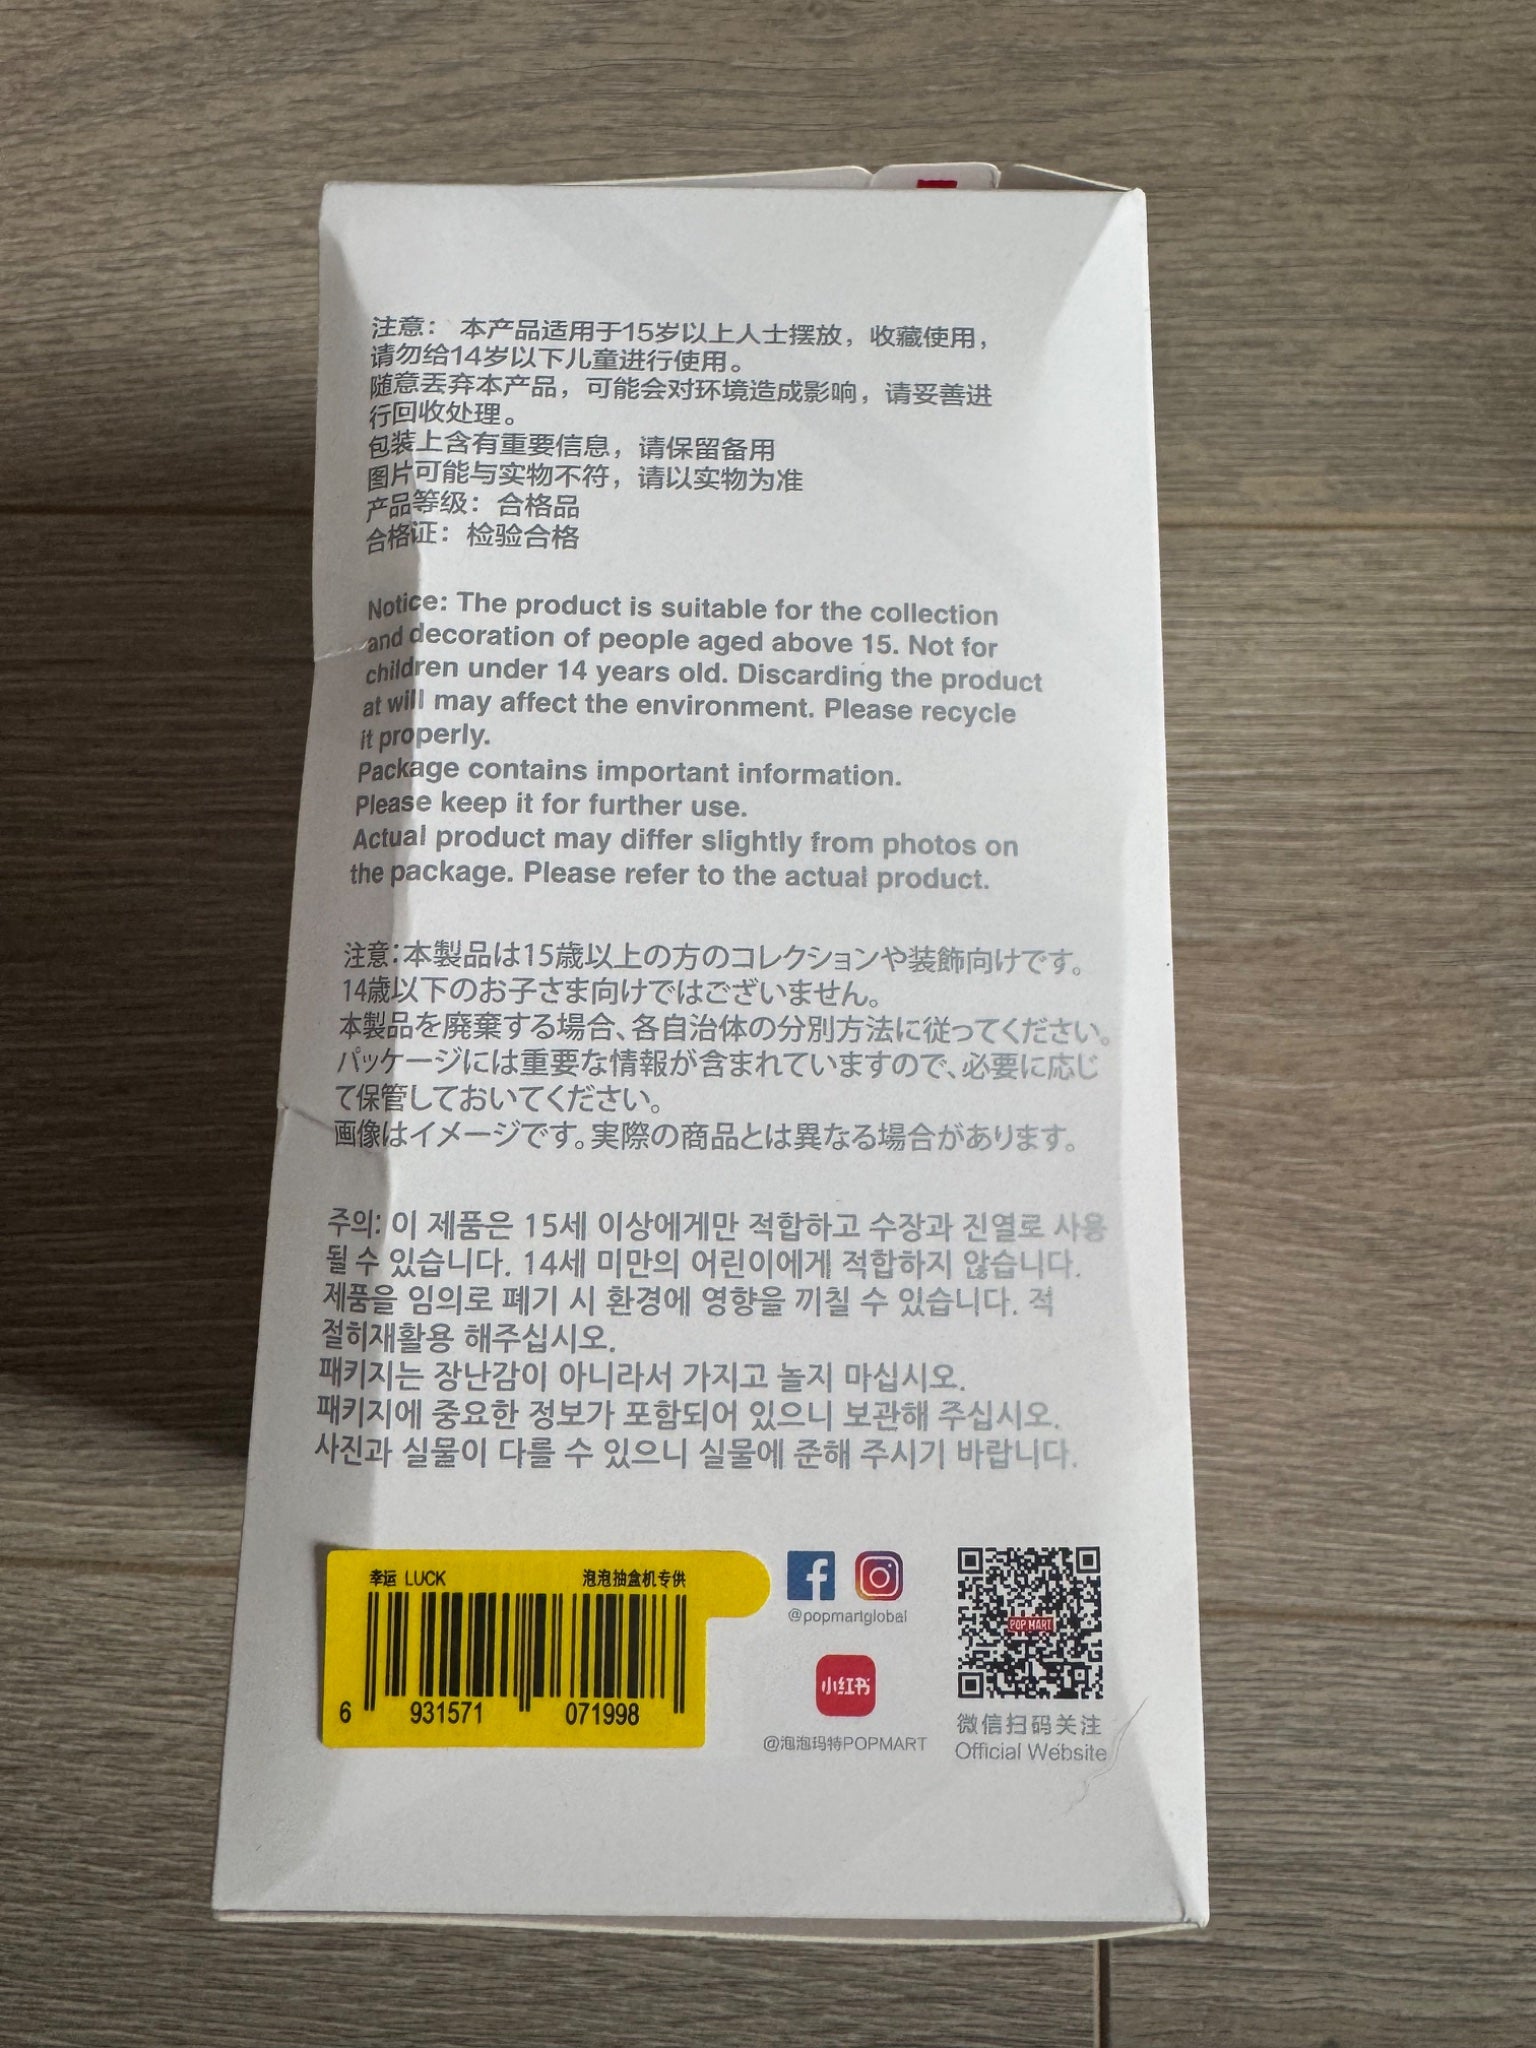 注意： 本产品适用于15岁以上人士摆放，收藏使用，
请勿给14岁以下儿童进行使用。
随意丢弃本产品，可能会对环境造成影响，请妥善进
行回收处理。
包装上含有重要信息，请保留备用
图片可能与实物不符，请以实物为准
产品等级：合格品
合格证：检验合格
Notice: The product is suitable for the collection
and decoration of people aged above 15. Not for
children under 14 years old. Discarding the product
at will may affect the environment. Please recycle
it properly.
Package contains important information.
Please keep it for further use.
Actual product may differ slightly from photos on
the package. Please refer to the actual product.
注意:本製品は15歳以上の方のコレクションや装飾向けです。
14歳以下のお子さま向けではございません。
本製品を廃棄する場合、各自治体の分別方法に従ってください。
パッケージには重要な情報が含まれていますので、必要に応じ
て保管しておいてください。
画像はイメージです。実際の商品とは異なる場合があります。
주의: 이 제품은 15세 이상에게만 적합하고 수장과 진열로 사용
될 수 있습니다. 14세 미만의 어린이에게 적합하지 않습니다.
제품을 임의로 폐기 시 환경에 영향을 끼칠 수 있습니다. 적
절히재활용 해주십시오.
패키지는 장난감이 아니라서 가지고 놀지 마십시오.
패키지에 중요한 정보가 포함되어 있으니 보관해 주십시오.
사진과 실물이 다를 수 있으니 실물에 준해 주시기 바랍니다.
幸运 LUCK 泡泡抽盒机专供
6 931571 071998
@popmartglobal
小红书
@泡泡玛特POPMART
POP MART
微信扫码关注
Official Website